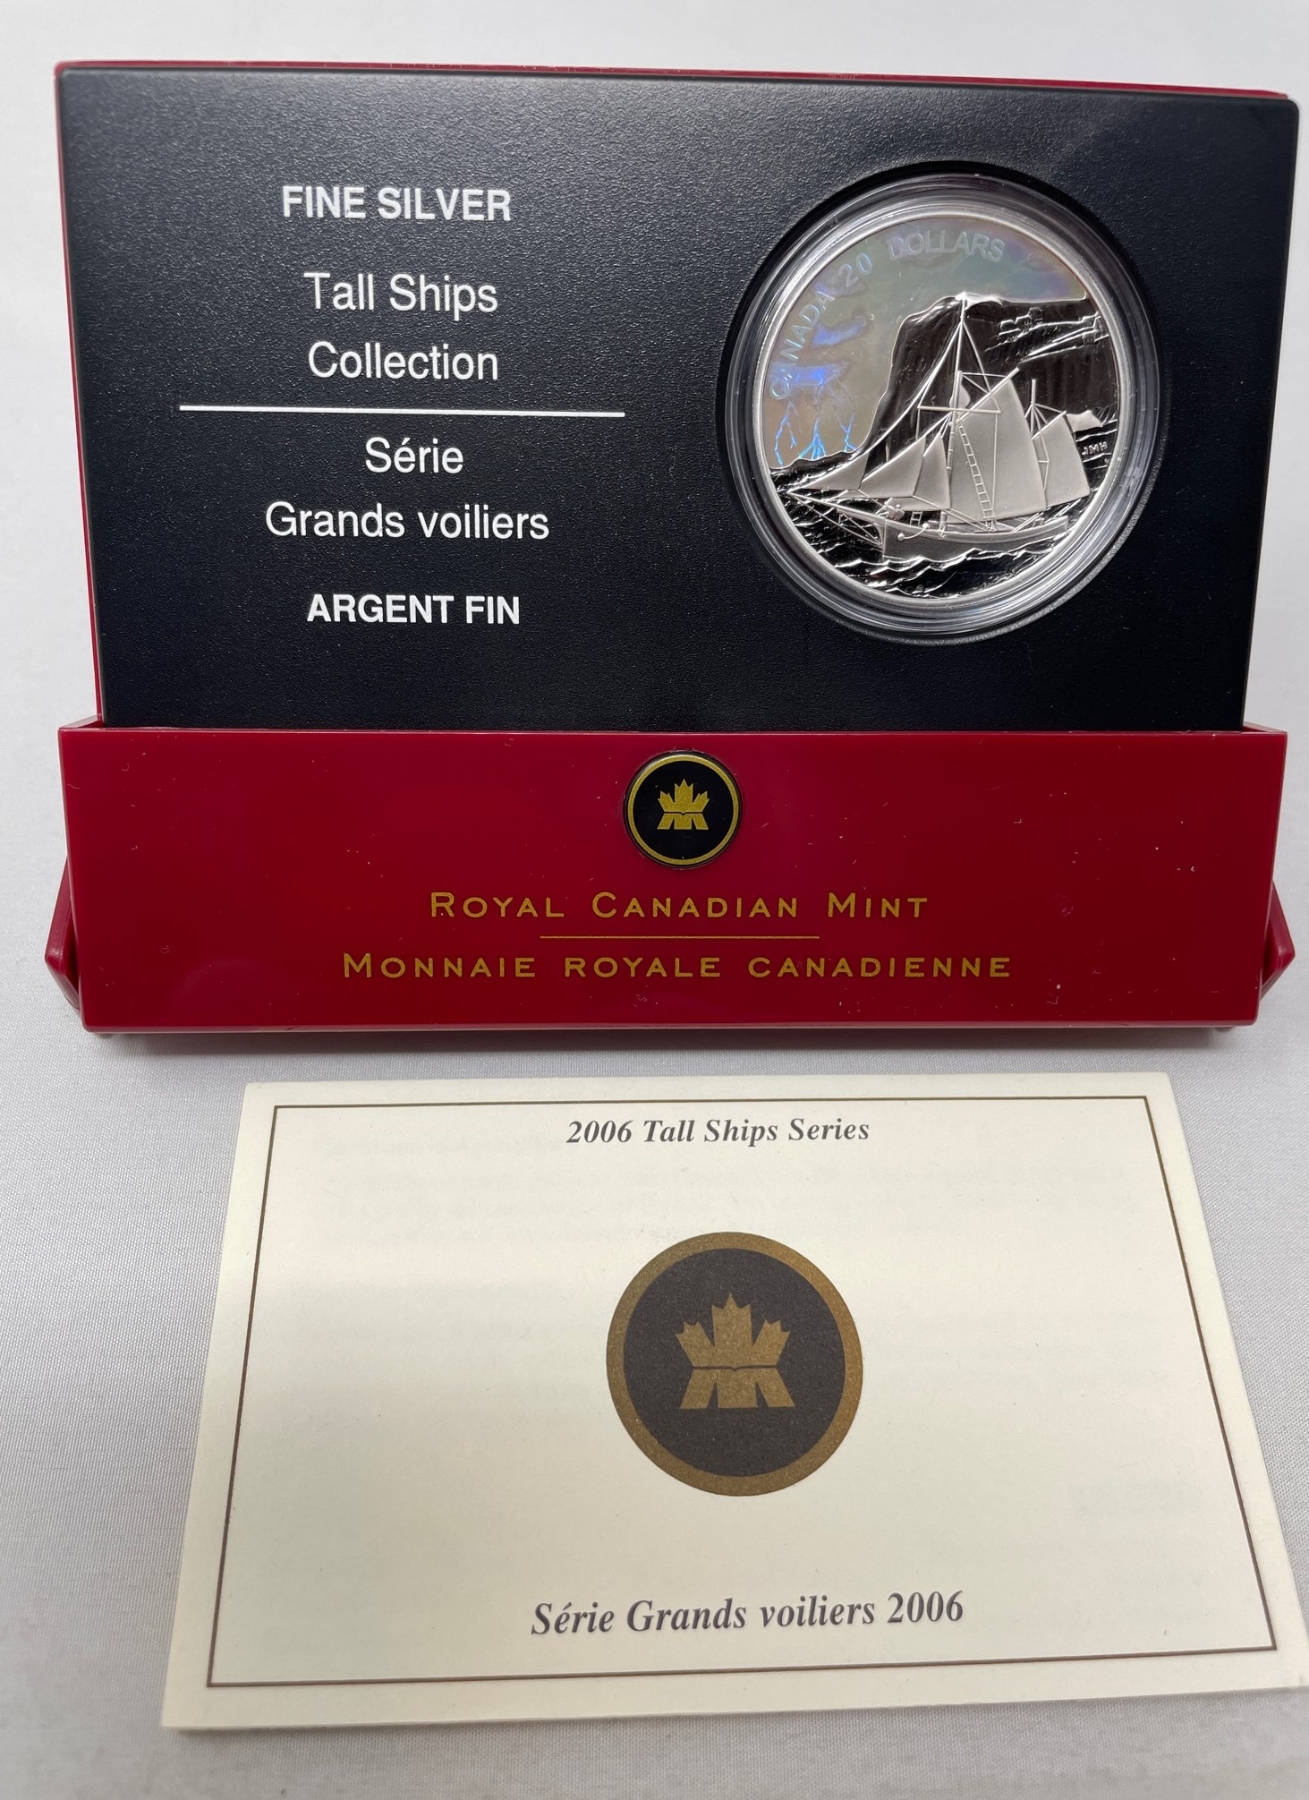 FINE SILVER
Tall Ships
Collection
Série
Grands voiliers
ARGENT FIN
CANADA 20 DOLLARS
JMH
ROYAL CANADIAN MINT
MONNAIE ROYALE CANADIENNE
2006 Tall Ships Series
Série Grands voiliers 2006